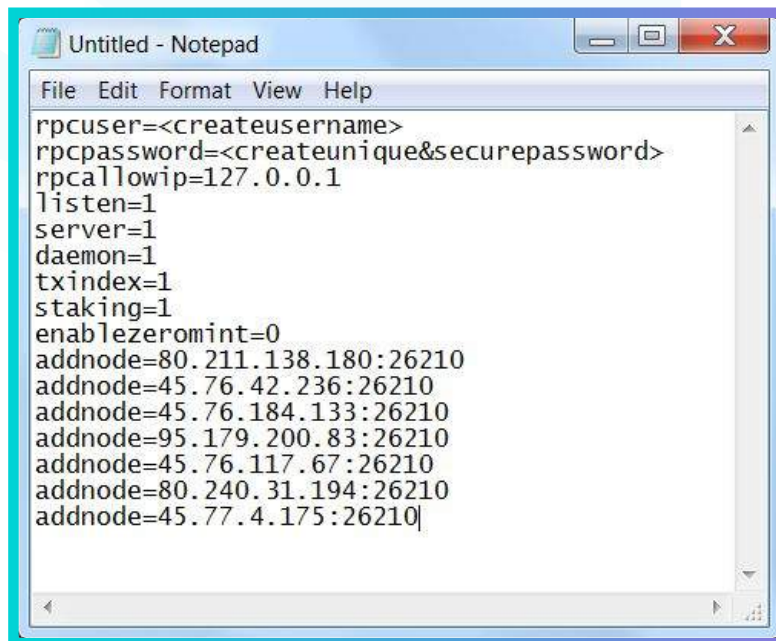 Untitled - Notepad
File Edit Format View Help
rpcuser=<createusername>
rpcpassword=<createunique&securepassword>
rpcallowip=127.0.0.1
listen=1
server=1
daemon=1
txindex=1
staking=1
enablezeromint=0
addnode=80.211.138.180:26210
addnode=45.76.42.236:26210
addnode=45.76.184.133:26210
addnode=95.179.200.83:26210
addnode=45.76.117.67:26210
addnode=80.240.31.194:26210
addnode=45.77.4.175:26210